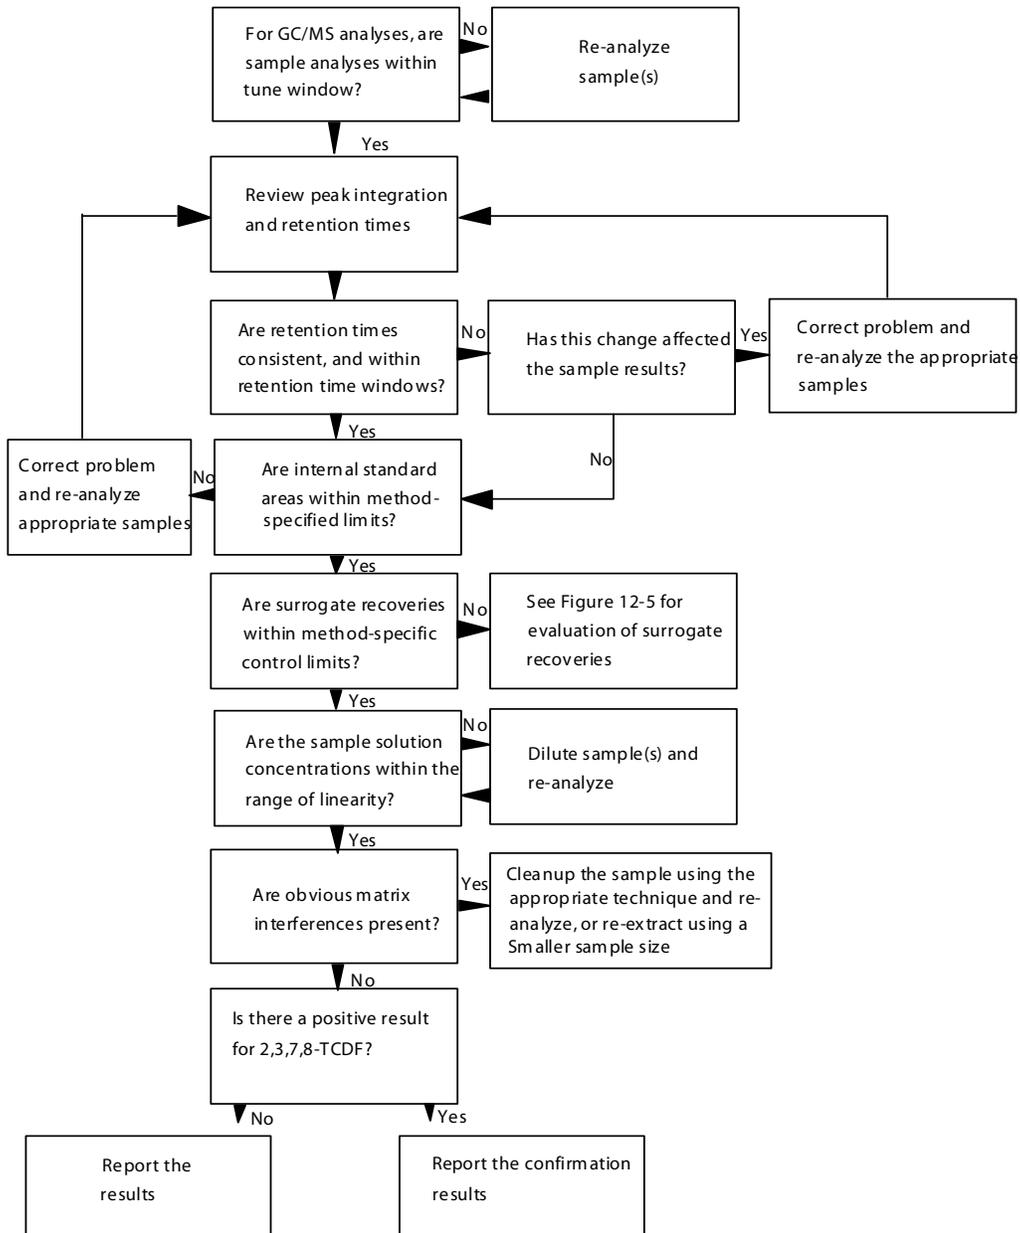 For GC/MS analyses, are
sample analyses within
tune window?
No
Re-analyze
sample(s)
Yes
Review peak integration
and retention times
Are retention times
consistent, and within
retention time windows?
No
Has this change affected
the sample results?
Yes
Correct problem and
re-analyze the appropriate
samples
Yes
No
Correct problem
and re-analyze
appropriate samples
No
Are internal standard
areas within method-
specified limits?
Yes
Are surrogate recoveries
within method-specific
control limits?
No
See Figure 12-5 for
evaluation of surrogate
recoveries
Yes
Are the sample solution
concentrations within the
range of linearity?
No
Dilute sample(s) and
re-analyze
Yes
Are obvious matrix
interferences present?
Yes
Cleanup the sample using the
appropriate technique and re-
analyze, or re-extract using a
Smaller sample size
No
Is there a positive result
for 2,3,7,8-TCDF?
No
Yes
Report the
results
Report the confirmation
results